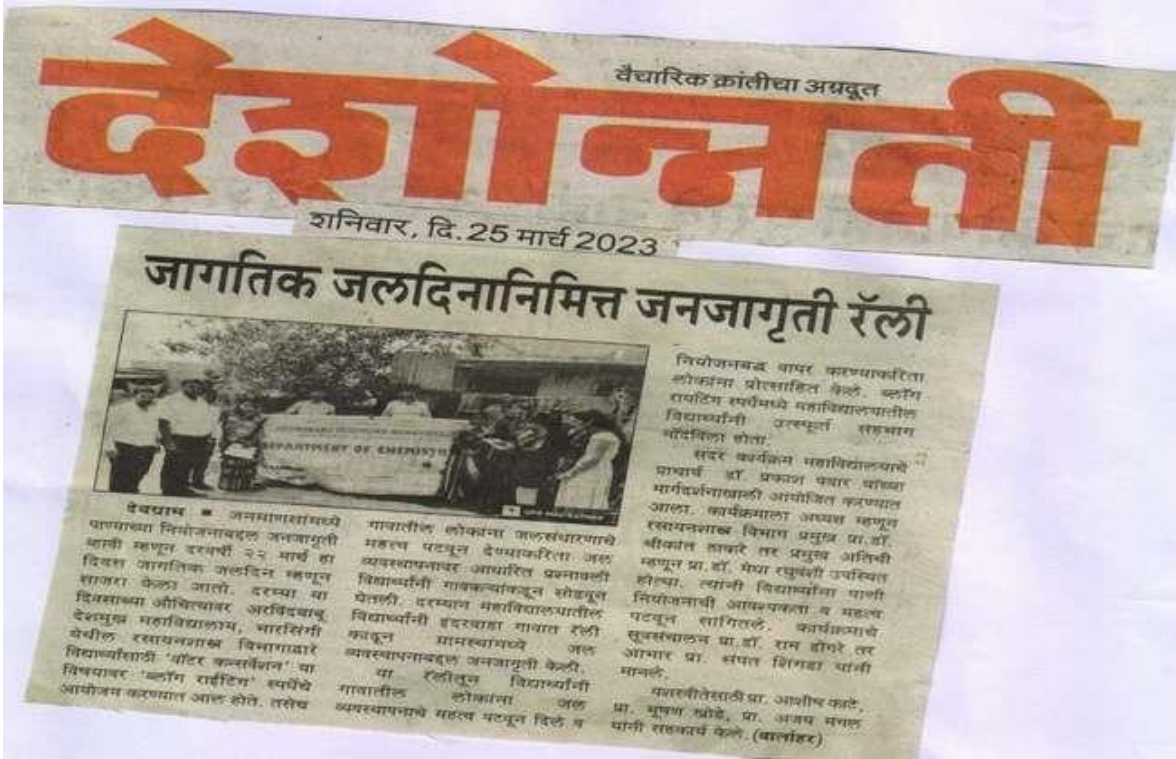 वैचारिक क्रांतीचा अग्रदूत
देशोन्नती
शनिवार, दि.25 मार्च 2023
जागतिक जलदिनानिमित्त जनजागृती रॅली
DEPARTMENT OF CHEMISTRY
देवग्राम ■ जनमाणसांमध्ये
पाण्याच्या नियोजनाबद्दल जनजागृती
व्हावी म्हणून दरवर्षी २२ मार्च हा
दिवस जागतिक जलदिन म्हणून
साजरा केला जातो. दरम्या या
दिवसाच्या औचित्यावर अरविंदबाबू
देशमुख महाविद्यालाय, भारसिंगी
येथील रसायनशास्त्र विभागाद्वारे
विद्यार्थ्यांसाठी 'वॉटर कन्सर्वेशन' या
विषयावर 'ब्लॉग राईटिंग' स्पर्धेचे
आयोजन करण्यात आल होते. तसेच
गावातील लोकांना जलसंधारणाचे
महत्त्व पटवून देण्याकरिता जल
व्यवस्थापनावर आधारित प्रश्नावली
विद्यार्थ्यांनी गावकऱ्यांकडून सोडवून
घेतली. दरम्यान महाविद्यालयातील
विद्यार्थ्यांनी इंदरवाडा गावात रॅली
काढून ग्रामस्थांमध्ये जल
व्यवस्थापनाबद्दल जनजागृती केली.
या रॅलीतून विद्यार्थ्यांनी
गावातील लोकांना जल
व्यवस्थापनाचे महत्व पटवून दिले व
नियोजनबद्ध वापर करण्याकरिता
लोकांना प्रोत्साहित केले. ब्लॉग
रायटिंग स्पर्धेमध्ये महाविद्यालयातील
विद्यार्थ्यांनी उत्स्फूर्त सहभाग
नोंदविला होता.
सदर कार्यक्रम महाविद्यालयाचे
प्राचार्य डॉ प्रकाश पवार यांच्या
मार्गदर्शनाखाली आयोजित करण्यात
आला. कार्यक्रमाला अध्यक्ष म्हणून
रसायनशास्त्र विभाग प्रमुख प्रा.डॉ.
श्रीकांत ठाकरे तर प्रमुख अतिथी
म्हणून प्रा.डॉ. मेघा रघुवंशी उपस्थित
होत्या. त्यांनी विद्यार्थ्यांना पाणी
नियोजनाची आवश्यकता व महत्व
पटवून सांगितले. कार्यक्रमाचे
सूत्रसंचालन प्रा.डॉ. राम डोंगरे तर
आभार प्रा. संपत शिंगडा यांनी
मानले.
यशस्वीतेसाठी प्रा. आशीष काटे,
प्रा. भूषण खोडे, प्रा. अजय मंगल
यांनी सहकार्य केले. (वार्ताहर)